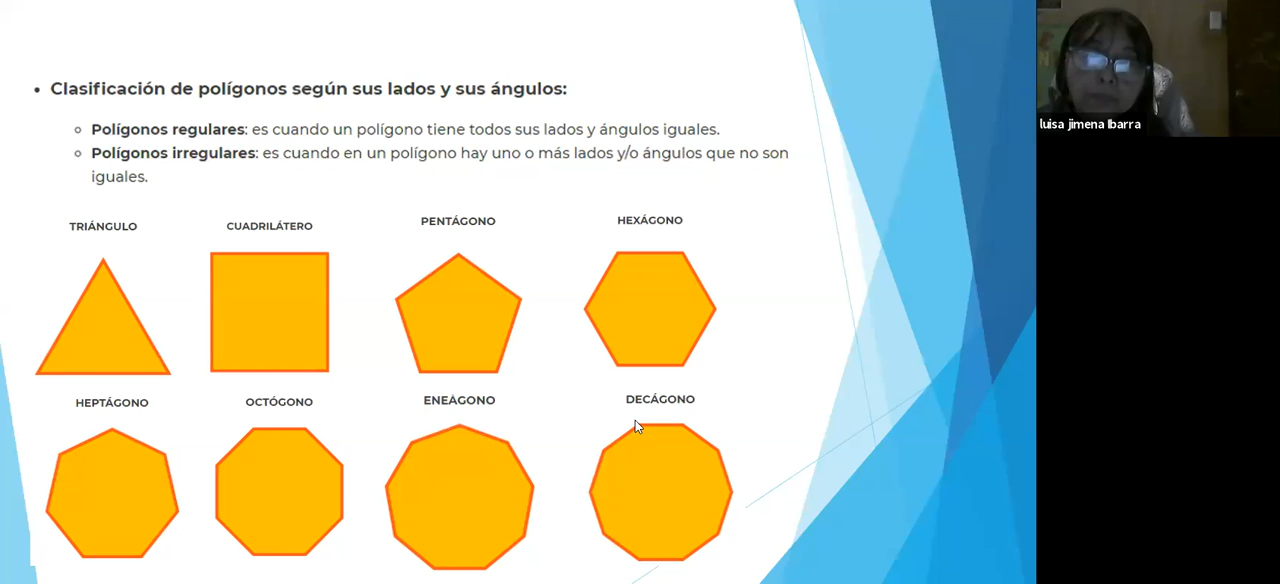 • Clasificación de polígonos según sus lados y sus ángulos:
◦ Polígonos regulares: es cuando un polígono tiene todos sus lados y ángulos iguales.
◦ Polígonos irregulares: es cuando en un polígono hay uno o más lados y/o ángulos que no son
iguales.
TRIÁNGULO
CUADRILÁTERO
PENTÁGONO
HEXÁGONO
HEPTÁGONO
OCTÓGONO
ENEÁGONO
DECÁGONO
luisa jimena Ibarra